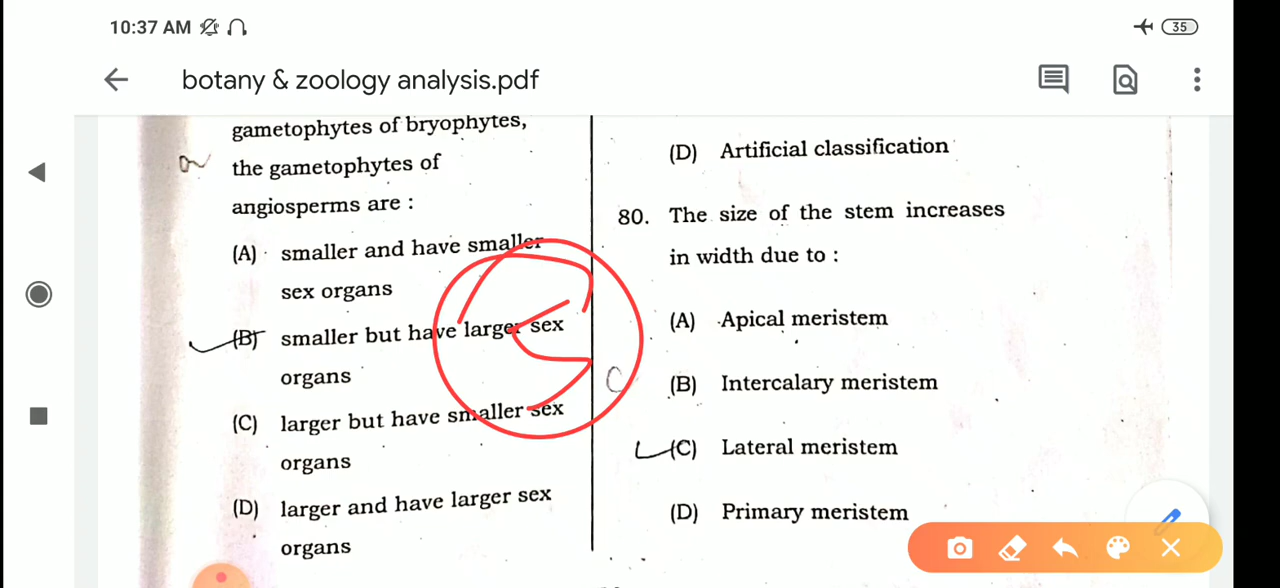 10:37 AM
35
botany & zoology analysis.pdf
gametophytes of bryophytes,
the gametophytes of
angiosperms are :
(A) smaller and have smaller
sex organs
(B) smaller but have larger sex
organs
(C) larger but have smaller sex
organs
(D) larger and have larger sex
organs
(D) Artificial classification
80. The size of the stem increases
in width due to :
(A) Apical meristem
(B) Intercalary meristem
C
(C) Lateral meristem
(D) Primary meristem